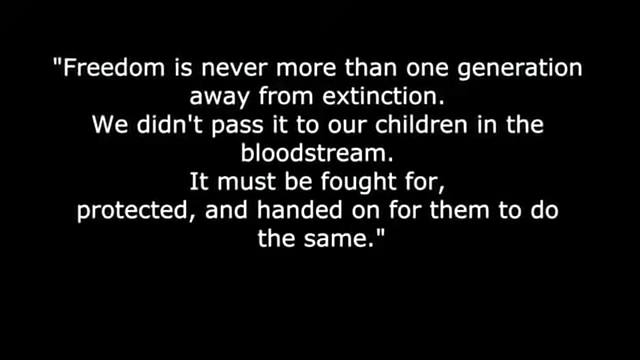 "Freedom is never more than one generation
away from extinction.
We didn't pass it to our children in the
bloodstream.
It must be fought for,
protected, and handed on for them to do
the same."